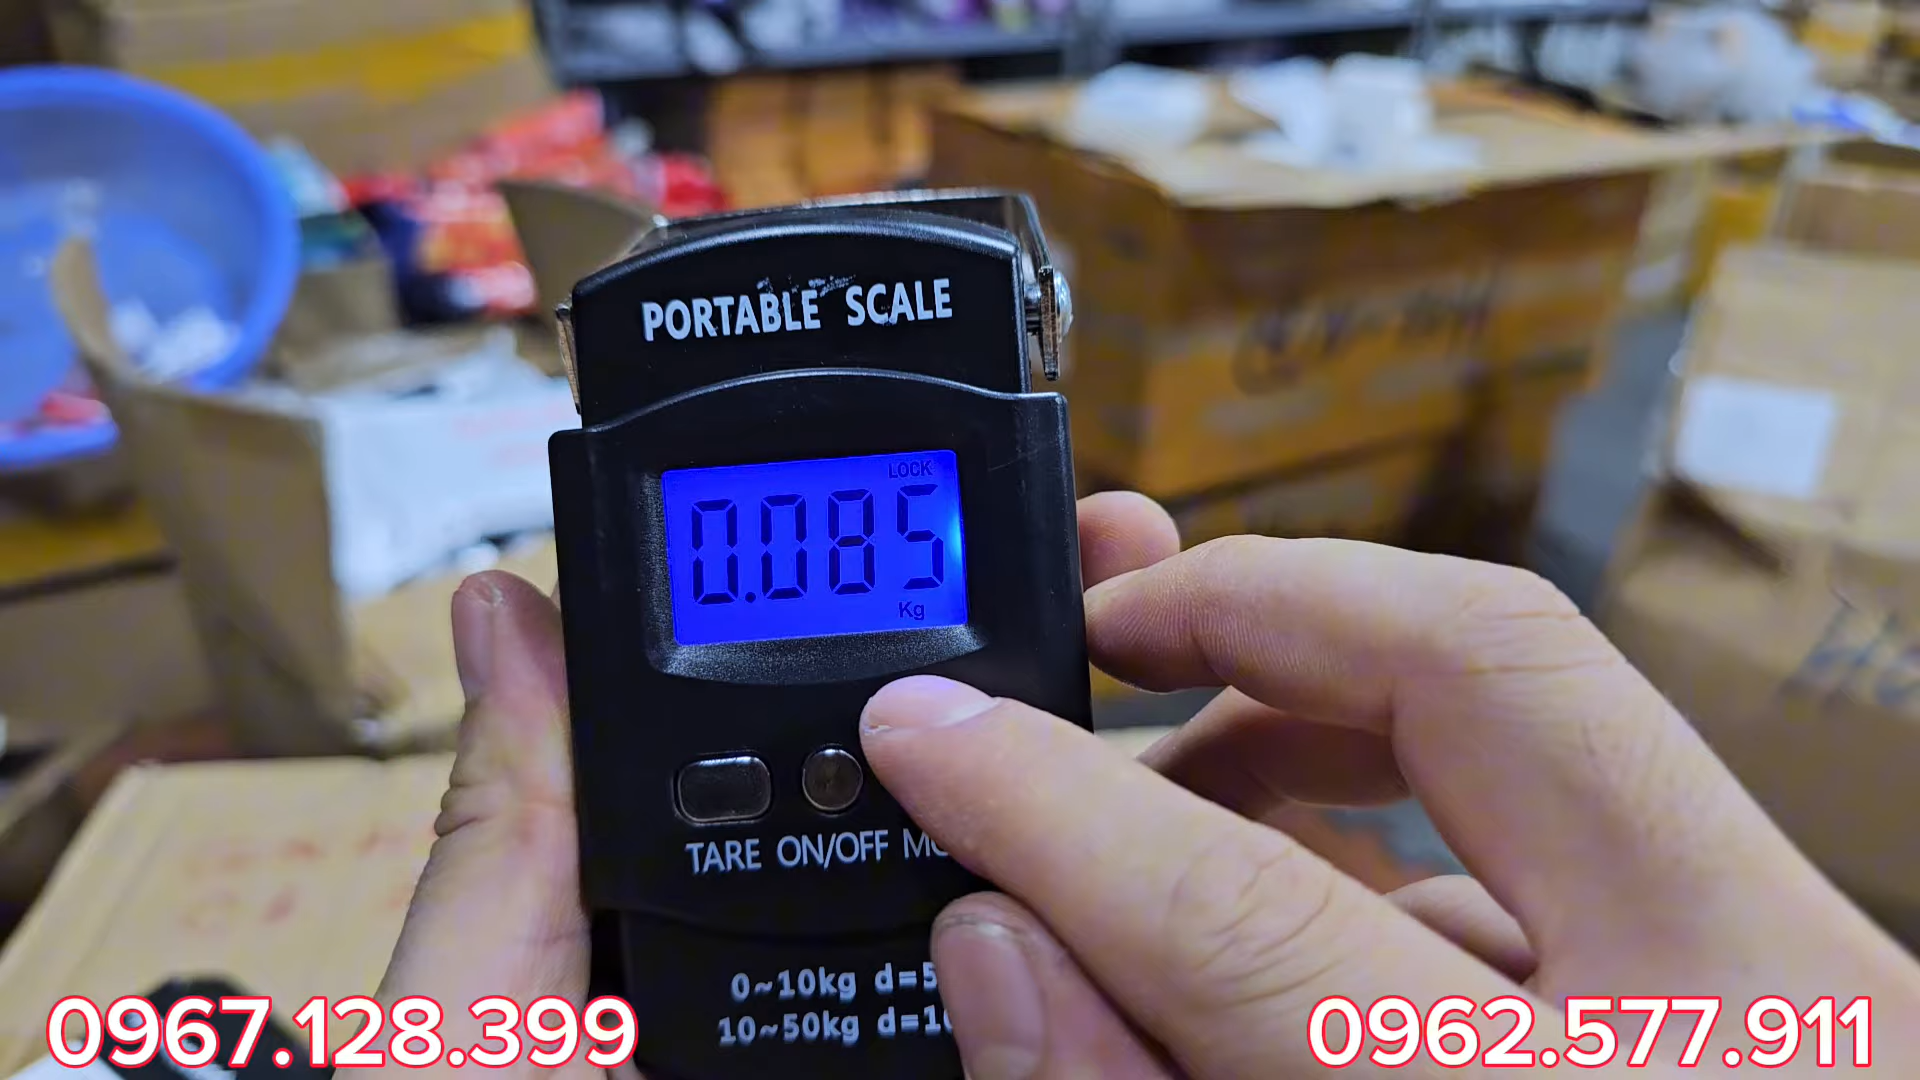 PORTABLE SCALE
LOCK
0.085
Kg
TARE ON/OFF
0~10kg
10~50kg
0967.128.399
0962.577.911